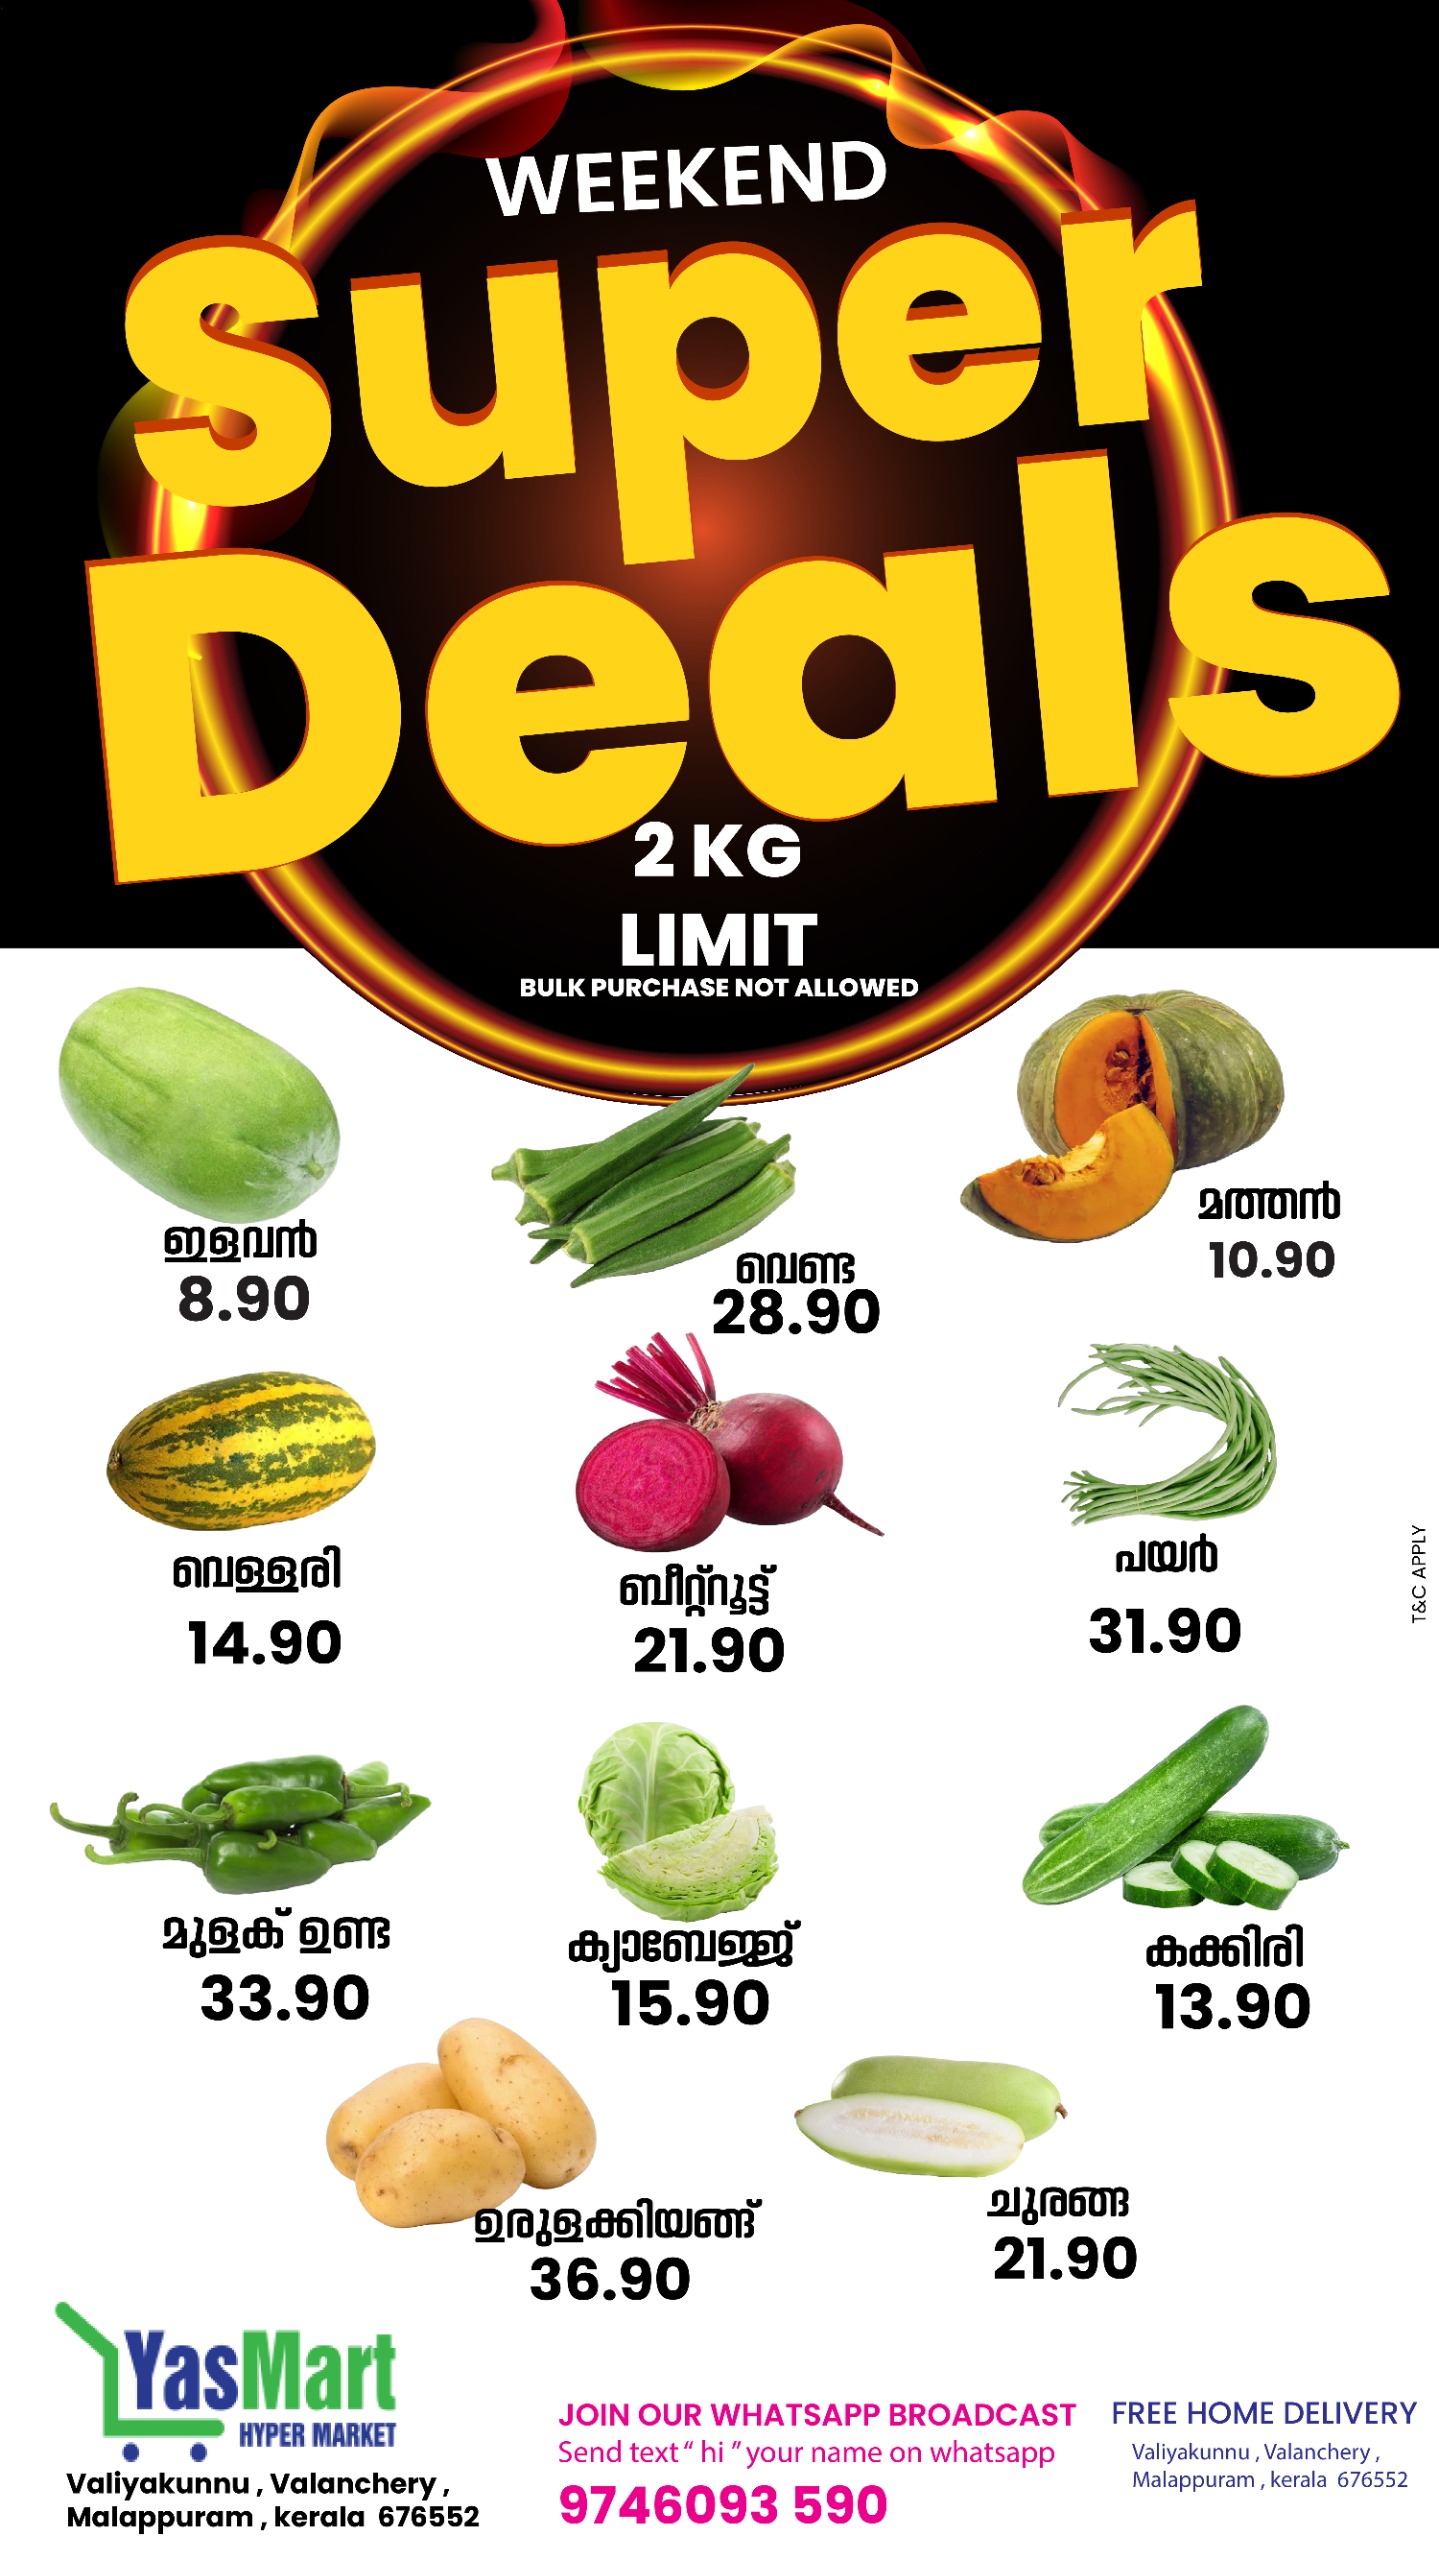 WEEKEND
Super
Deals
2 KG
LIMIT
BULK PURCHASE NOT ALLOWED
ഇളവൻ
8.90
വെണ്ട
28.90
മത്തൻ
10.90
വെള്ളരി
14.90
ബീറ്റ്റൂട്ട്
21.90
പയർ
31.90
T&C APPLY
മുളക് ഉണ്ട
33.90
ക്യാബേജ്ജ്
15.90
കക്കിരി
13.90
ഉരുളക്കിയങ്ങ്
36.90
ചുരങ്ങ
21.90
YasMart
HYPER MARKET
Valiyakunnu , Valanchery ,
Malappuram , kerala 676552
JOIN OUR WHATSAPP BROADCAST
Send text “ hi ” your name on whatsapp
9746093 590
FREE HOME DELIVERY
Valiyakunnu , Valanchery ,
Malappuram , kerala 676552